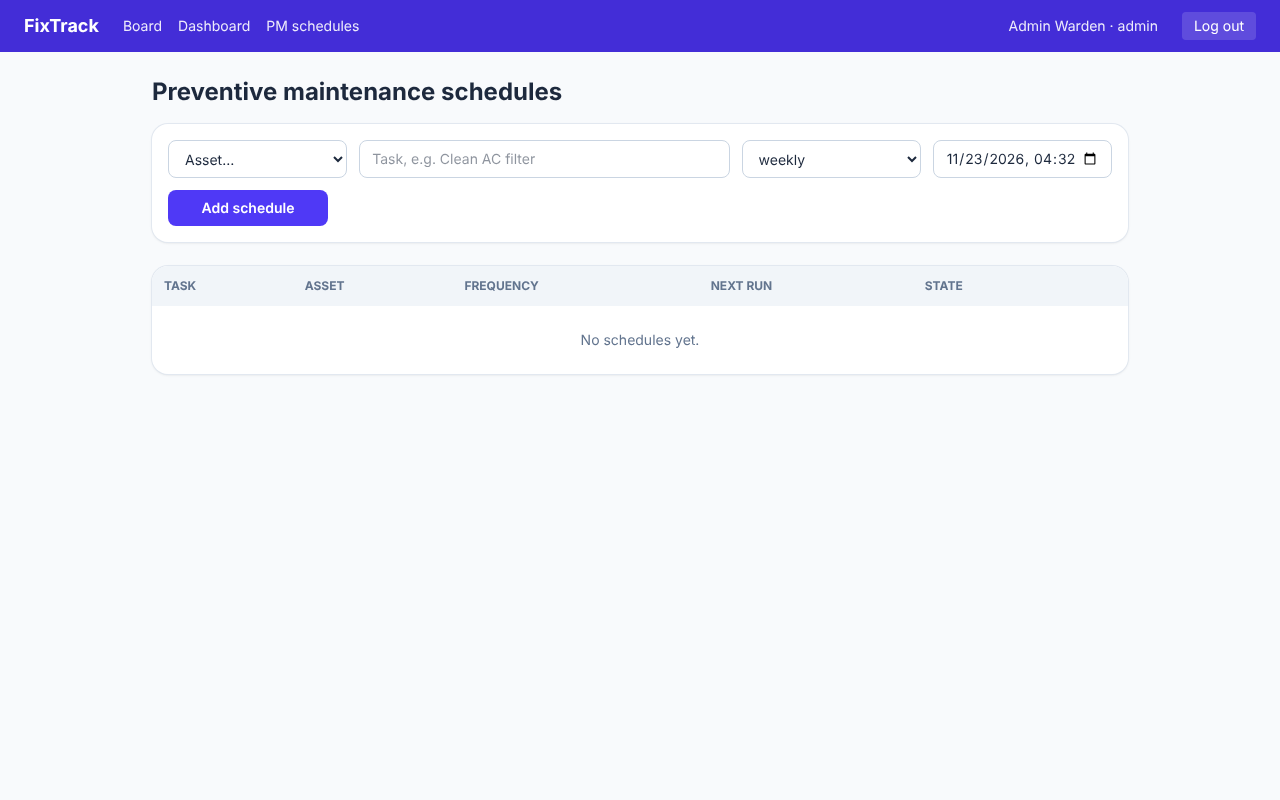 FixTrack Board Dashboard PM schedules Admin Warden · admin Log out
Preventive maintenance schedules
Asset... Task, e.g. Clean AC filter weekly 11/23/2026, 04:32
Add schedule
TASK ASSET FREQUENCY NEXT RUN STATE
No schedules yet.